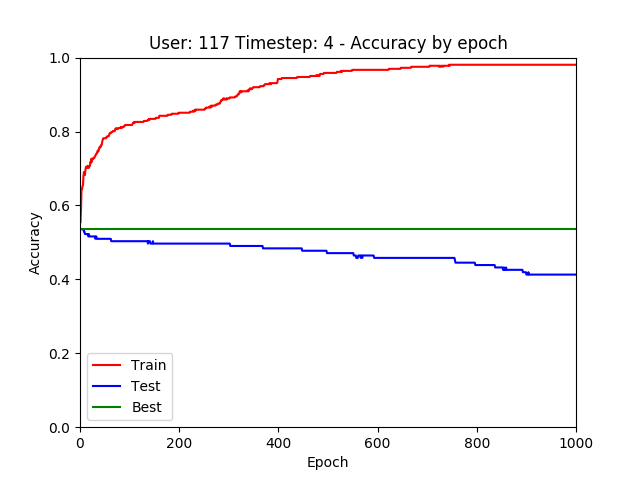 User: 117 Timestep: 4 - Accuracy by epoch
1.0
0.8
0.6
0.4
0.2
0.0
Accuracy
Train
Test
Best
0 200 400 600 800 1000
Epoch